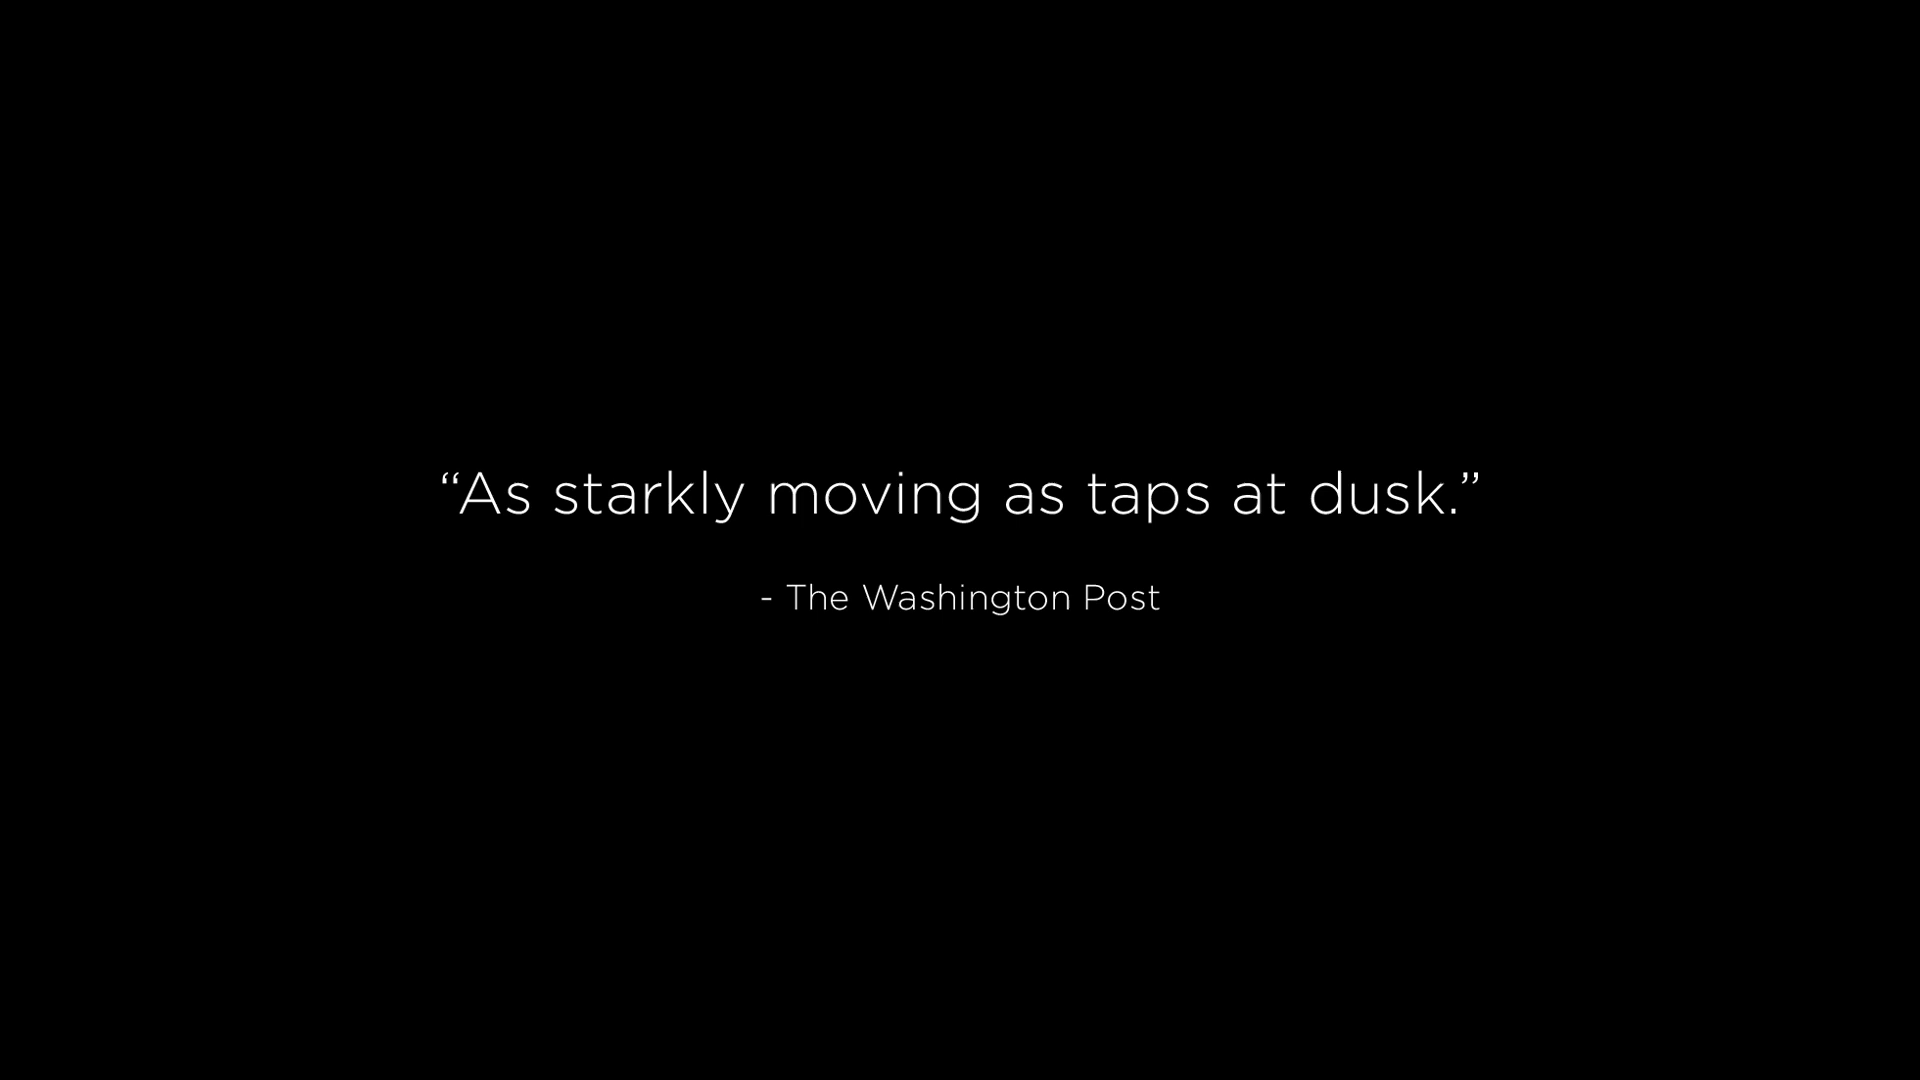 “As starkly moving as taps at dusk.”
- The Washington Post